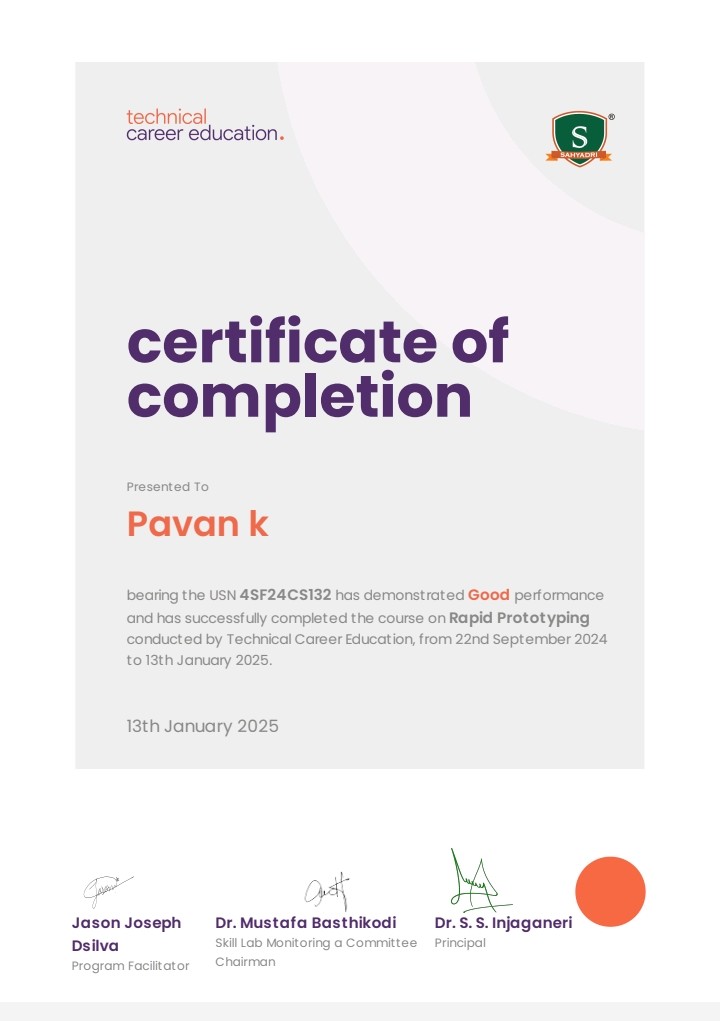 technical
career education.
®
S
SAHYADRI
certificate of
completion
Presented To
Pavan k
bearing the USN 4SF24CS132 has demonstrated Good performance
and has successfully completed the course on Rapid Prototyping
conducted by Technical Career Education, from 22nd September 2024
to 13th January 2025.
13th January 2025
Jason Joseph
Dsilva
Program Facilitator
Dr. Mustafa Basthikodi
Skill Lab Monitoring a Committee
Chairman
Dr. S. S. Injaganeri
Principal